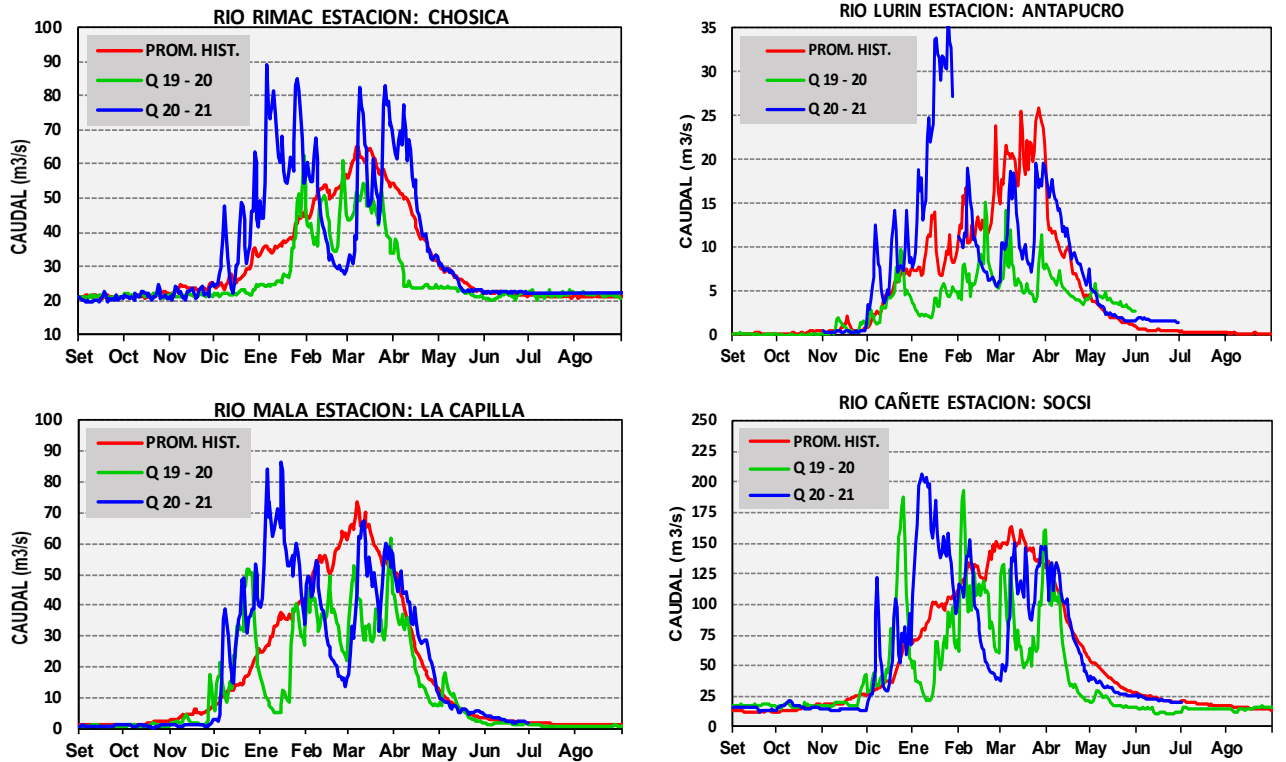 RIO RIMAC ESTACION: CHOSICA
PROM. HIST.
Q 19 - 20
Q 20 - 21
CAUDAL (m3/s)
100
90
80
70
60
50
40
30
20
10
Set Oct Nov Dic Ene Feb Mar Abr May Jun Jul Ago
RIO LURIN ESTACION: ANTAPUCRO
PROM. HIST.
Q 19 - 20
Q 20 - 21
CAUDAL (m3/s)
35
30
25
20
15
10
5
0
Set Oct Nov Dic Ene Feb Mar Abr May Jun Jul Ago
RIO MALA ESTACION: LA CAPILLA
PROM. HIST.
Q 19 - 20
Q 20 - 21
CAUDAL (m3/s)
100
90
80
70
60
50
40
30
20
10
0
Set Oct Nov Dic Ene Feb Mar Abr May Jun Jul Ago
RIO CAÑETE ESTACION: SOCSI
PROM. HIST.
Q 19 - 20
Q 20 - 21
CAUDAL (m3/s)
250
225
200
175
150
125
100
75
50
25
0
Set Oct Nov Dic Ene Feb Mar Abr May Jun Jul Ago